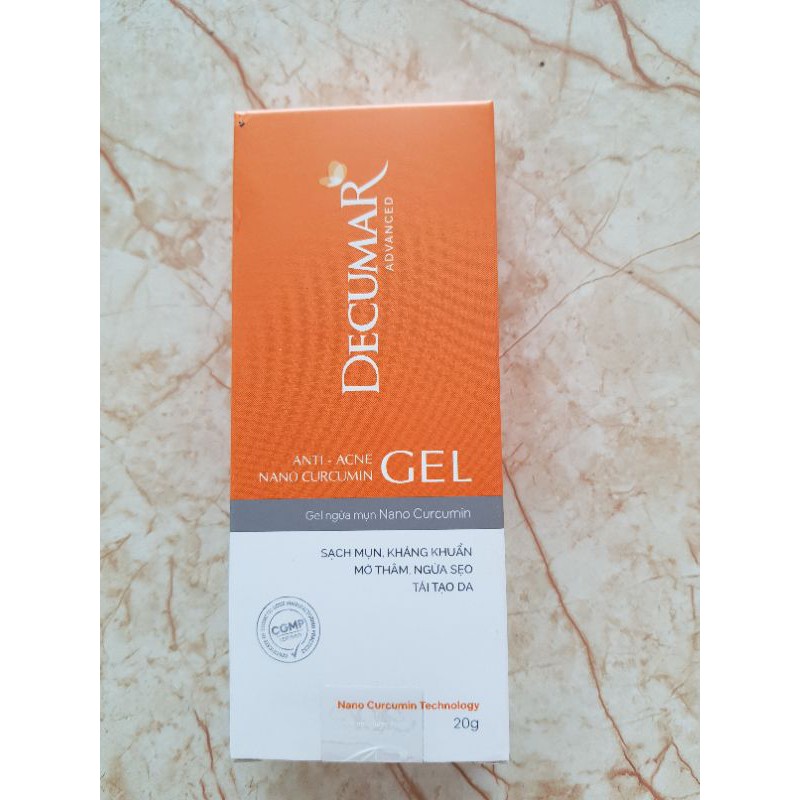 DECUMAR
ADVANCED
ANTI - ACNE
NANO CURCUMIN GEL
Gel ngừa mụn Nano Curcumin
SẠCH MỤN, KHÁNG KHUẨN
MỜ THÂM, NGỪA SẸO
TÁI TẠO DA
CGMP
Nano Curcumin Technology
20g